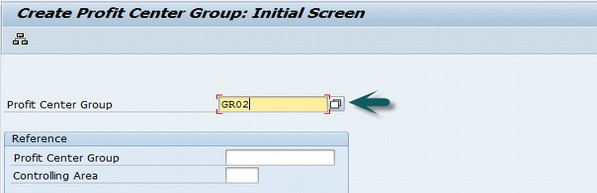 Create Profit Center Group: Initial Screen
Profit Center Group GR02
Reference
Profit Center Group
Controlling Area